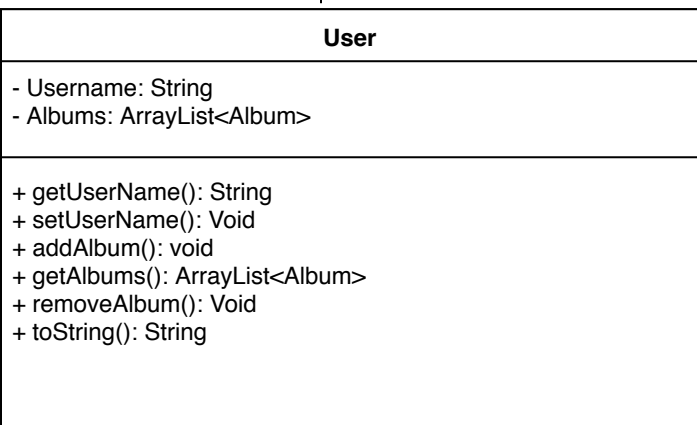 User
- Username: String
- Albums: ArrayList<Album>
+ getUserName(): String
+ setUserName(): Void
+ addAlbum(): void
+ getAlbums(): ArrayList<Album>
+ removeAlbum(): Void
+ toString(): String